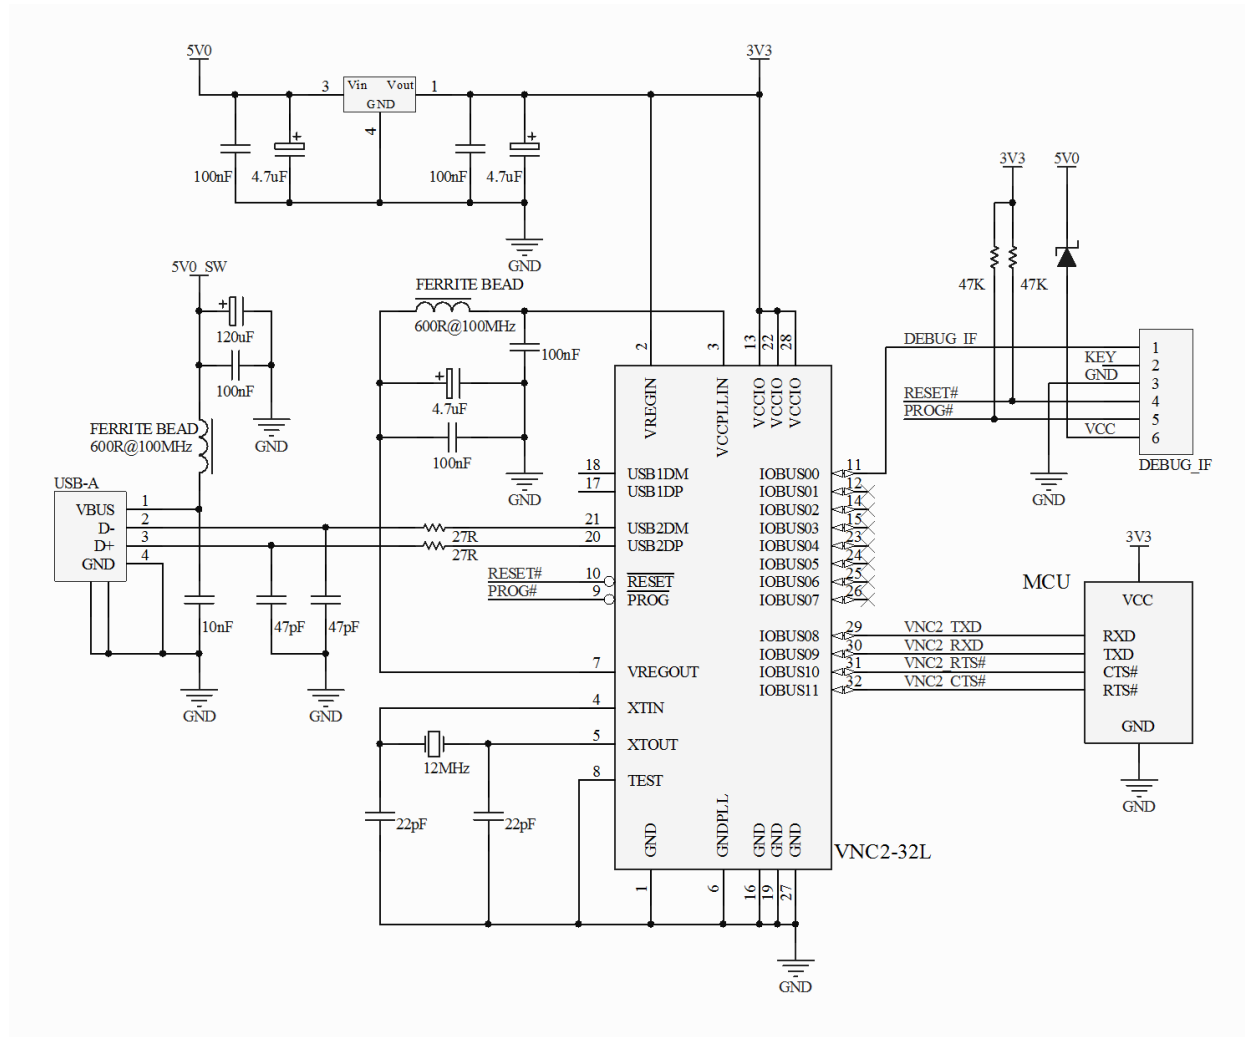 5V0
3V3
3
Vin
Vout
GND
1
4
100nF
4.7uF
100nF
4.7uF
GND
3V3
5V0
47K
47K
5V0_SW
120uF
100nF
GND
FERRITE BEAD
600R@100MHz
FERRITE BEAD
600R@100MHz
100nF
4.7uF
100nF
GND
2
3
13
22
28
VREGIN
VCCPLLIN
VCCIO
VCCIO
VCCIO
DEBUG_IF
KEY
GND
RESET#
PROG#
VCC
1
2
3
4
5
6
DEBUG_IF
GND
USB-A
VBUS
D-
D+
GND
1
2
3
4
27R
27R
10nF
47pF
47pF
GND
GND
18
USB1DM
17
USB1DP
21
USB2DM
20
USB2DP
RESET#
10
RESET
PROG#
9
PROG
7
VREGOUT
4
XTIN
5
XTOUT
8
TEST
12MHz
22pF
22pF
IOBUS00
11
IOBUS01
12
IOBUS02
14
IOBUS03
15
IOBUS04
23
IOBUS05
24
IOBUS06
25
IOBUS07
26
IOBUS08
29
VNC2_TXD
IOBUS09
30
VNC2_RXD
IOBUS10
31
VNC2_RTS#
IOBUS11
32
VNC2_CTS#
3V3
MCU
VCC
RXD
TXD
CTS#
RTS#
GND
GND
GND
GNDPLL
GND
GND
GND
VNC2-32L
1
6
16
19
27
GND